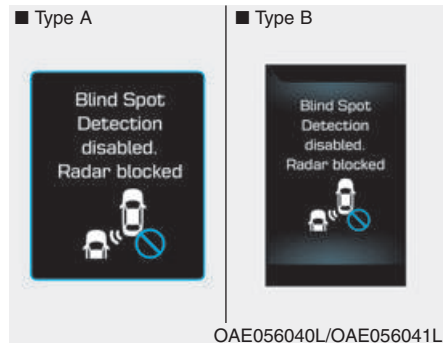 ■ Type A
Blind Spot
Detection
disabled.
Radar blocked
■ Type B
Blind Spot
Detection
disabled.
Radar blocked
OAE056040L/OAE056041L